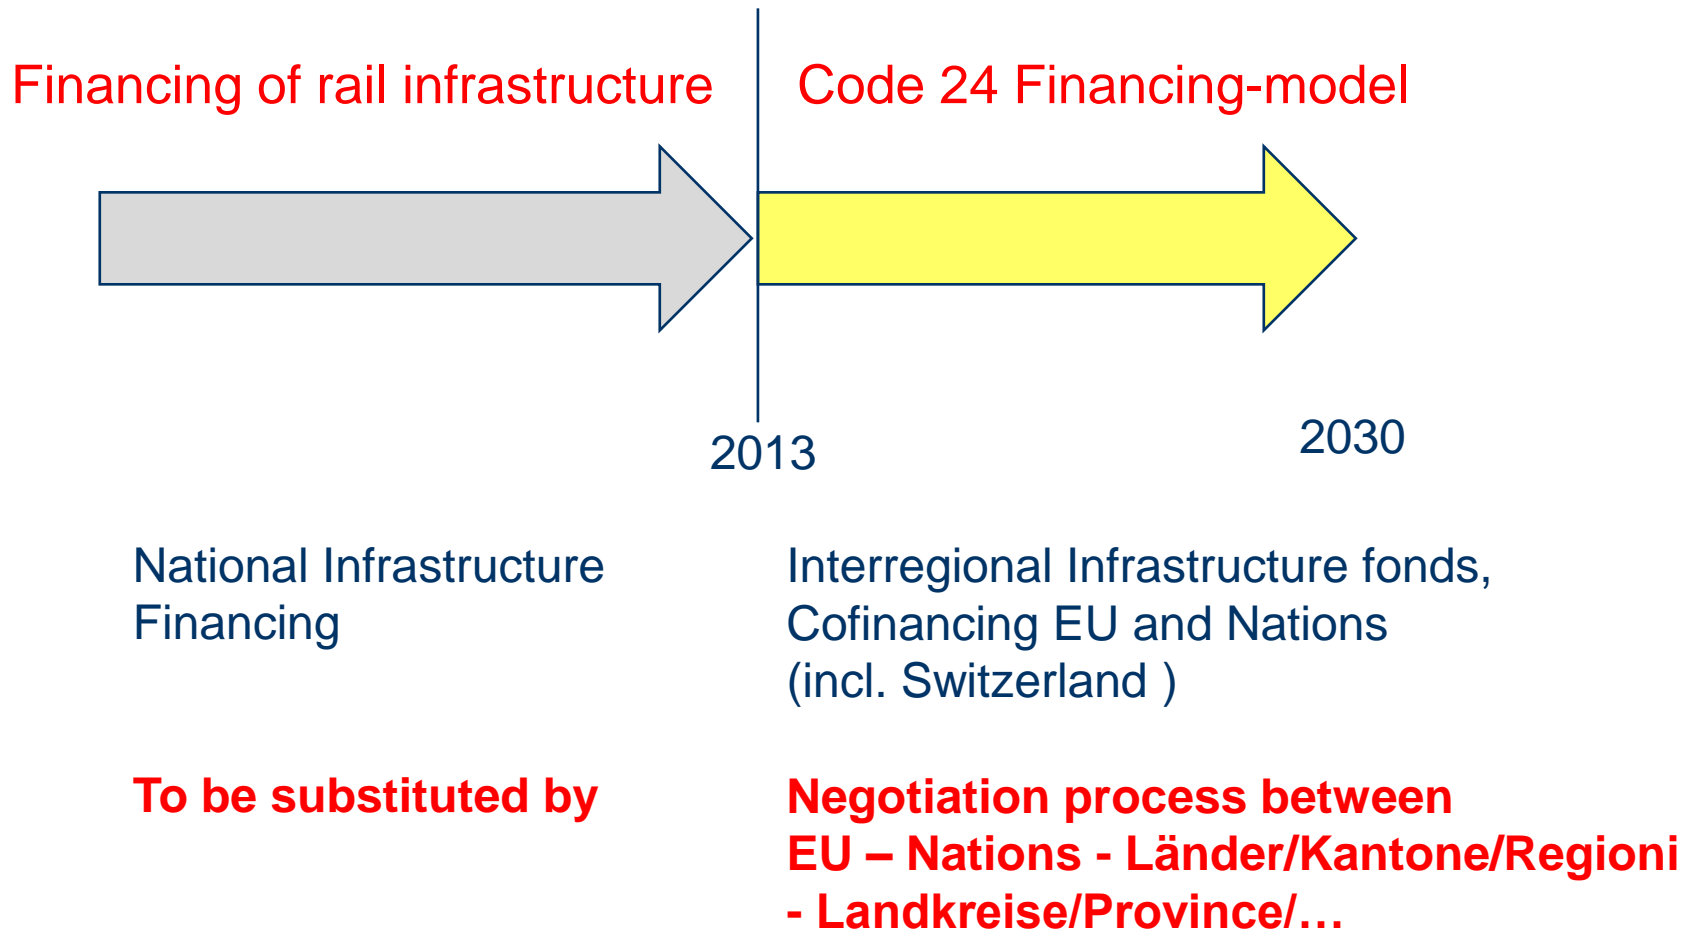 Financing of rail infrastructure
Code 24 Financing-model
2013
2030
National Infrastructure
Financing
Interregional Infrastructure fonds,
Cofinancing EU and Nations
(incl. Switzerland )
To be substituted by
Negotiation process between
EU – Nations - Länder/Kantone/Regioni
- Landkreise/Province/…